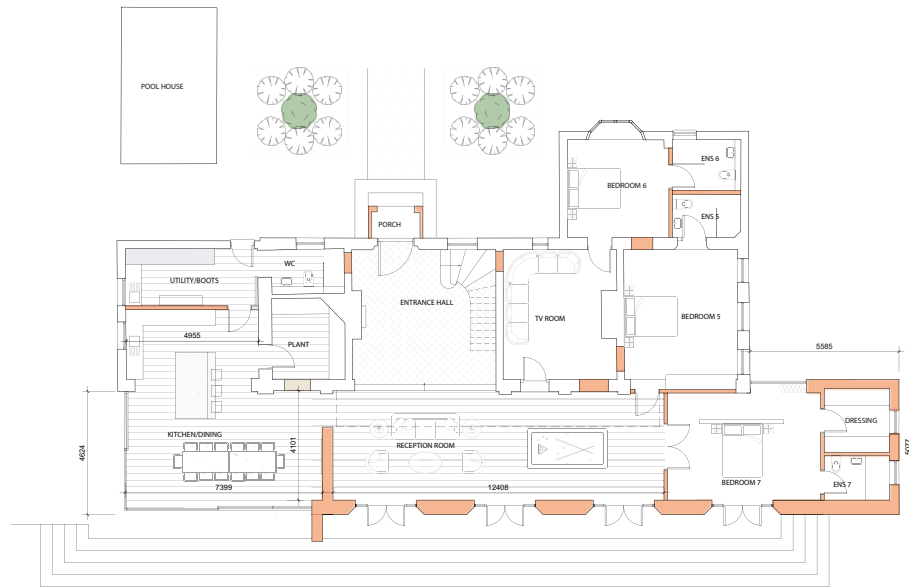 POOL HOUSE
ENS 6
BEDROOM 6
ENS 5
PORCH
WC
UTILITY/BOOTS
ENTRANCE HALL
TV ROOM
BEDROOM 5
4955
PLANT
5585
DRESSING
KITCHEN/DINING
4624
4101
RECEPTION ROOM
5077
BEDROOM 7
ENS 7
7399
12408